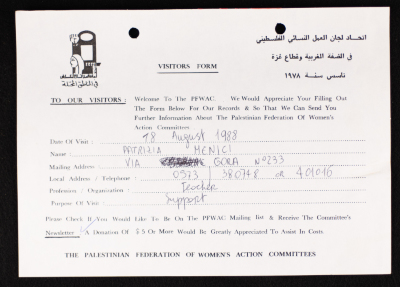 اتحاد لجان العمل النسائي الفلسطيني
في الضفة الغربية وقطاع غزة
تأسس سنة ١٩٧٨
VISITORS FORM
TO OUR VISITORS: Welcome To The PFWAC. We Would Appreciate Your Filling Out
The Form Below For Our Records & So That We Can Send You
Further Information About The Palestinian Federation Of Women's
Action Committees.
Date Of Visit : 18 August 1988
Name : PATRIZIA MENICI
Mailing Address : VIA GORA N°233
Local Address / Telephone : 0573 / 380748 or 401016
Profession / Organisation : Teacher
Purpose Of Visit : Support
Please Check If You Would Like To Be On The PFWAC Mailing list & Receive The Committee's
Newsletter A Donation Of $ 5 Or More Would Be Greatly Appreciated To Assist In Costs.
THE PALESTINIAN FEDERATION OF WOMEN'S ACTION COMMITTEES